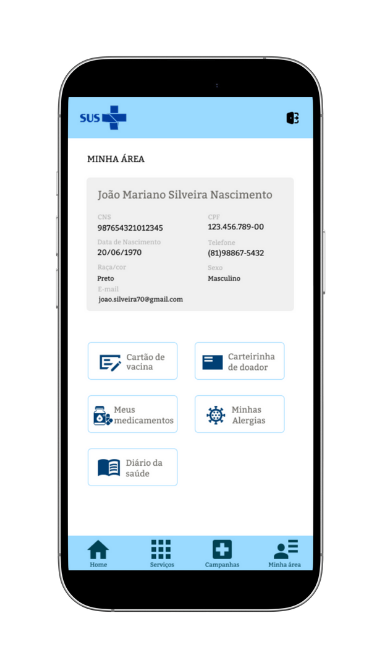 SUS
MINHA ÁREA
João Mariano Silveira Nascimento
CNS
987654321012345
CPF
123.456.789-00
Data de Nascimento
20/06/1970
Telefone
(81)98867-5432
Raça/cor
Preto
Sexo
Masculino
E-mail
joao.silveira70@gmail.com
Cartão de
vacina
Carteirinha
de doador
Meus
medicamentos
Minhas
Alergias
Diário da
saúde
Home
Serviços
Campanhas
Minha área